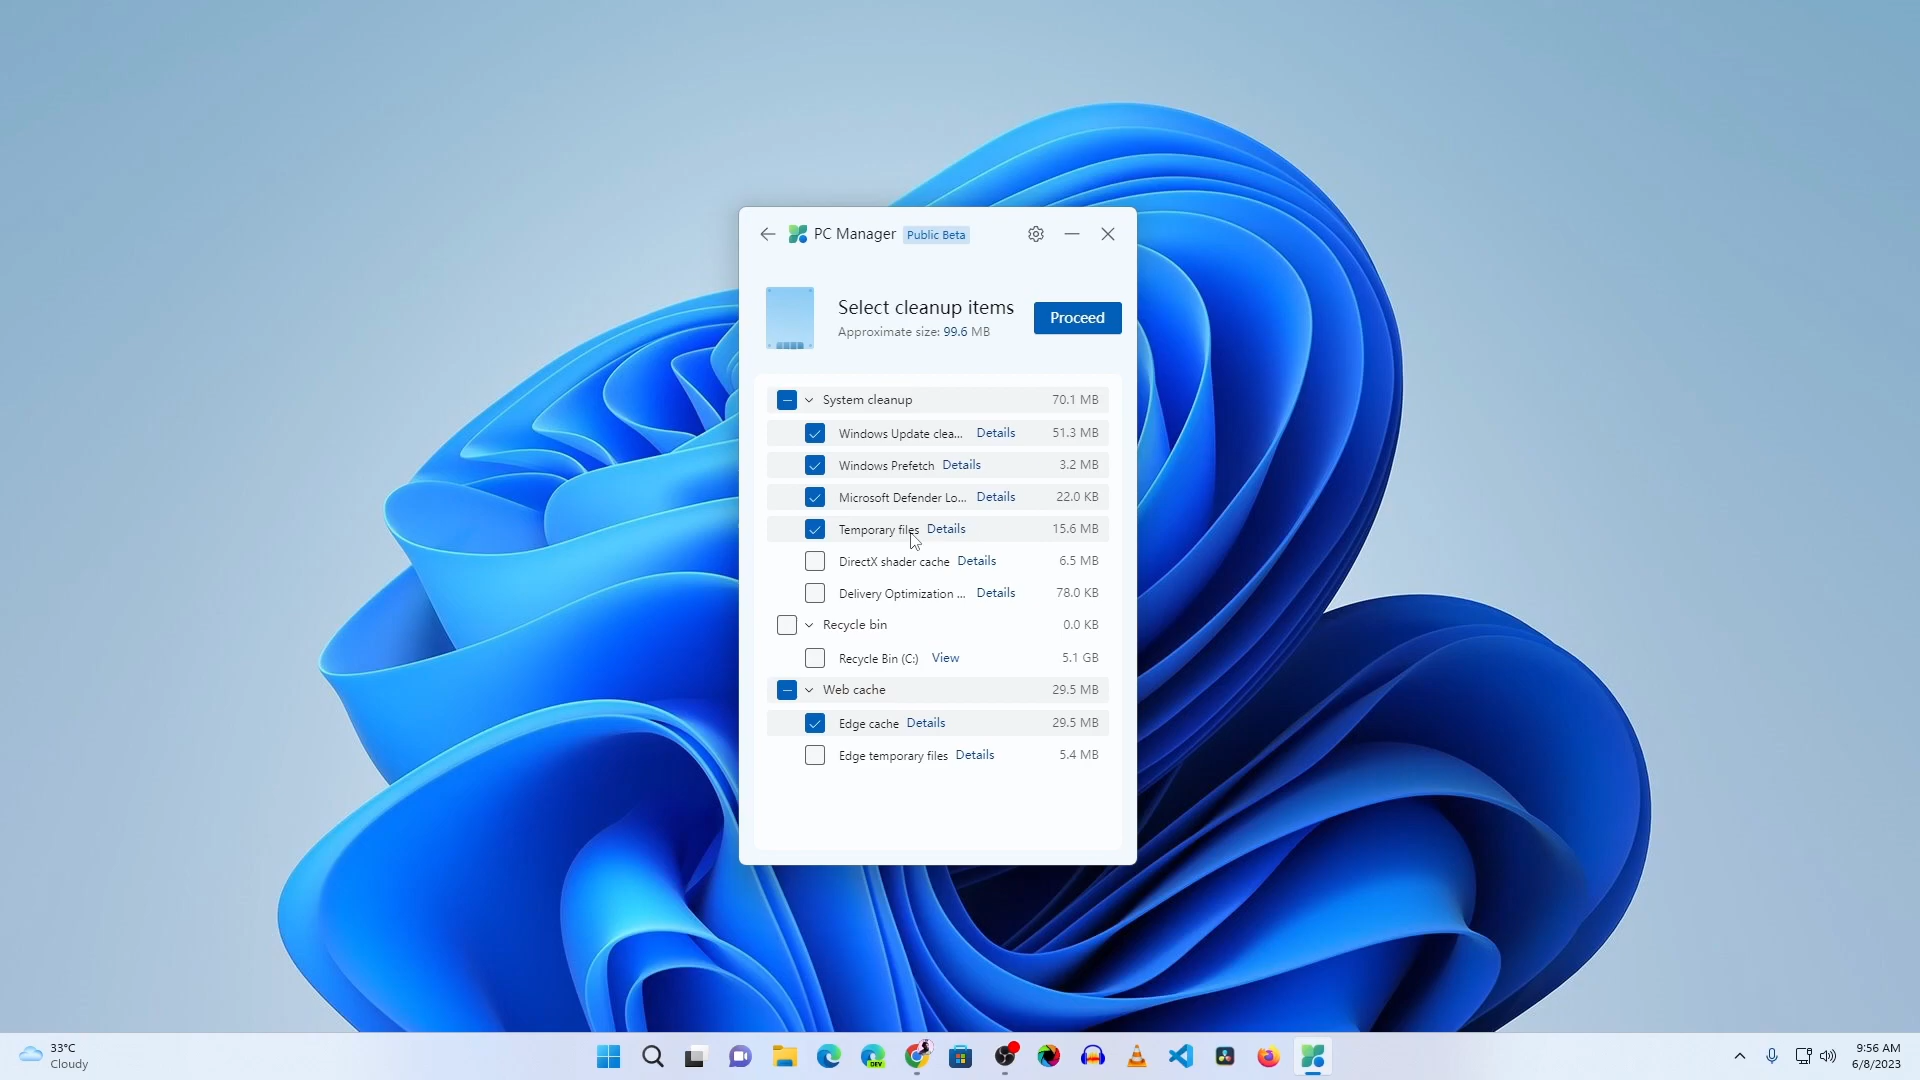 PC Manager Public Beta
Select cleanup items
Approximate size: 99.6 MB
Proceed
System cleanup 70.1 MB
Windows Update clea... Details 51.3 MB
Windows Prefetch Details 3.2 MB
Microsoft Defender Lo... Details 22.0 KB
Temporary files Details 15.6 MB
DirectX shader cache Details 6.5 MB
Delivery Optimization ... Details 78.0 KB
Recycle bin 0.0 KB
Recycle Bin (C:) View 5.1 GB
Web cache 29.5 MB
Edge cache Details 29.5 MB
Edge temporary files Details 5.4 MB
33°C
Cloudy
DEV
9:56 AM
6/8/2023